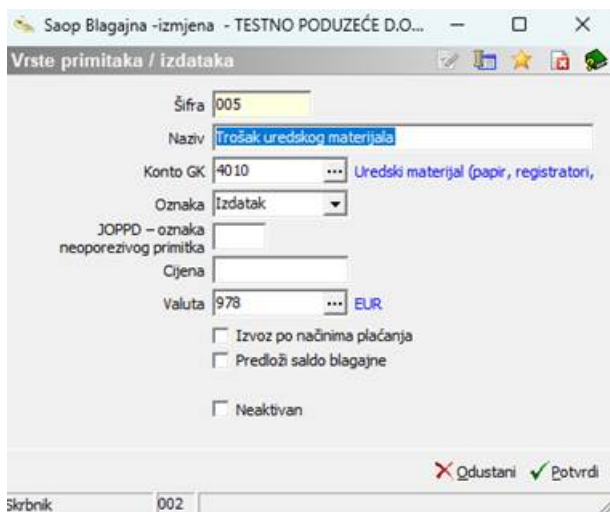 Saop Blagajna -izmjena - TESTNO PODUZEĆE D.O...
Vrste primitaka / izdataka
Šifra 005
Naziv Trošak uredskog materijala
Konto GK 4010 ... Uredski materijal (papir, registratori,
Oznaka Izdatak
JOPPD – oznaka
neoporezivog primitka
Cijena
Valuta 978 ... EUR
Izvoz po načinima plaćanja
Predloži saldo blagajne
Neaktivan
Odustani Potvrdi
Skrbnik 002